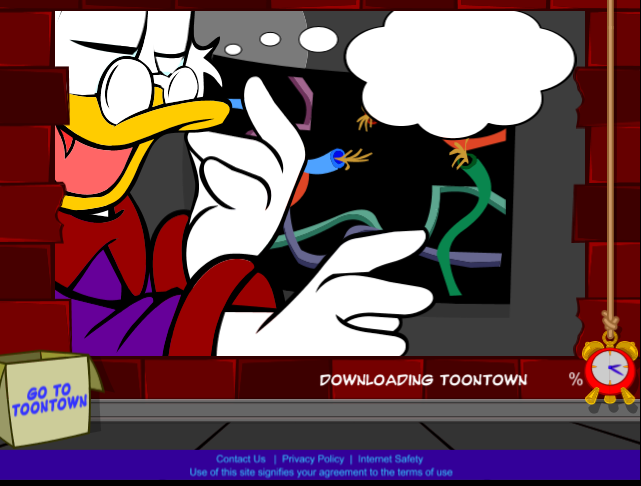 DOWNLOADING TOONTOWN %
GO TO
TOONTOWN
Contact Us | Privacy Policy | Internet Safety
Use of this site signifies your agreement to the terms of use